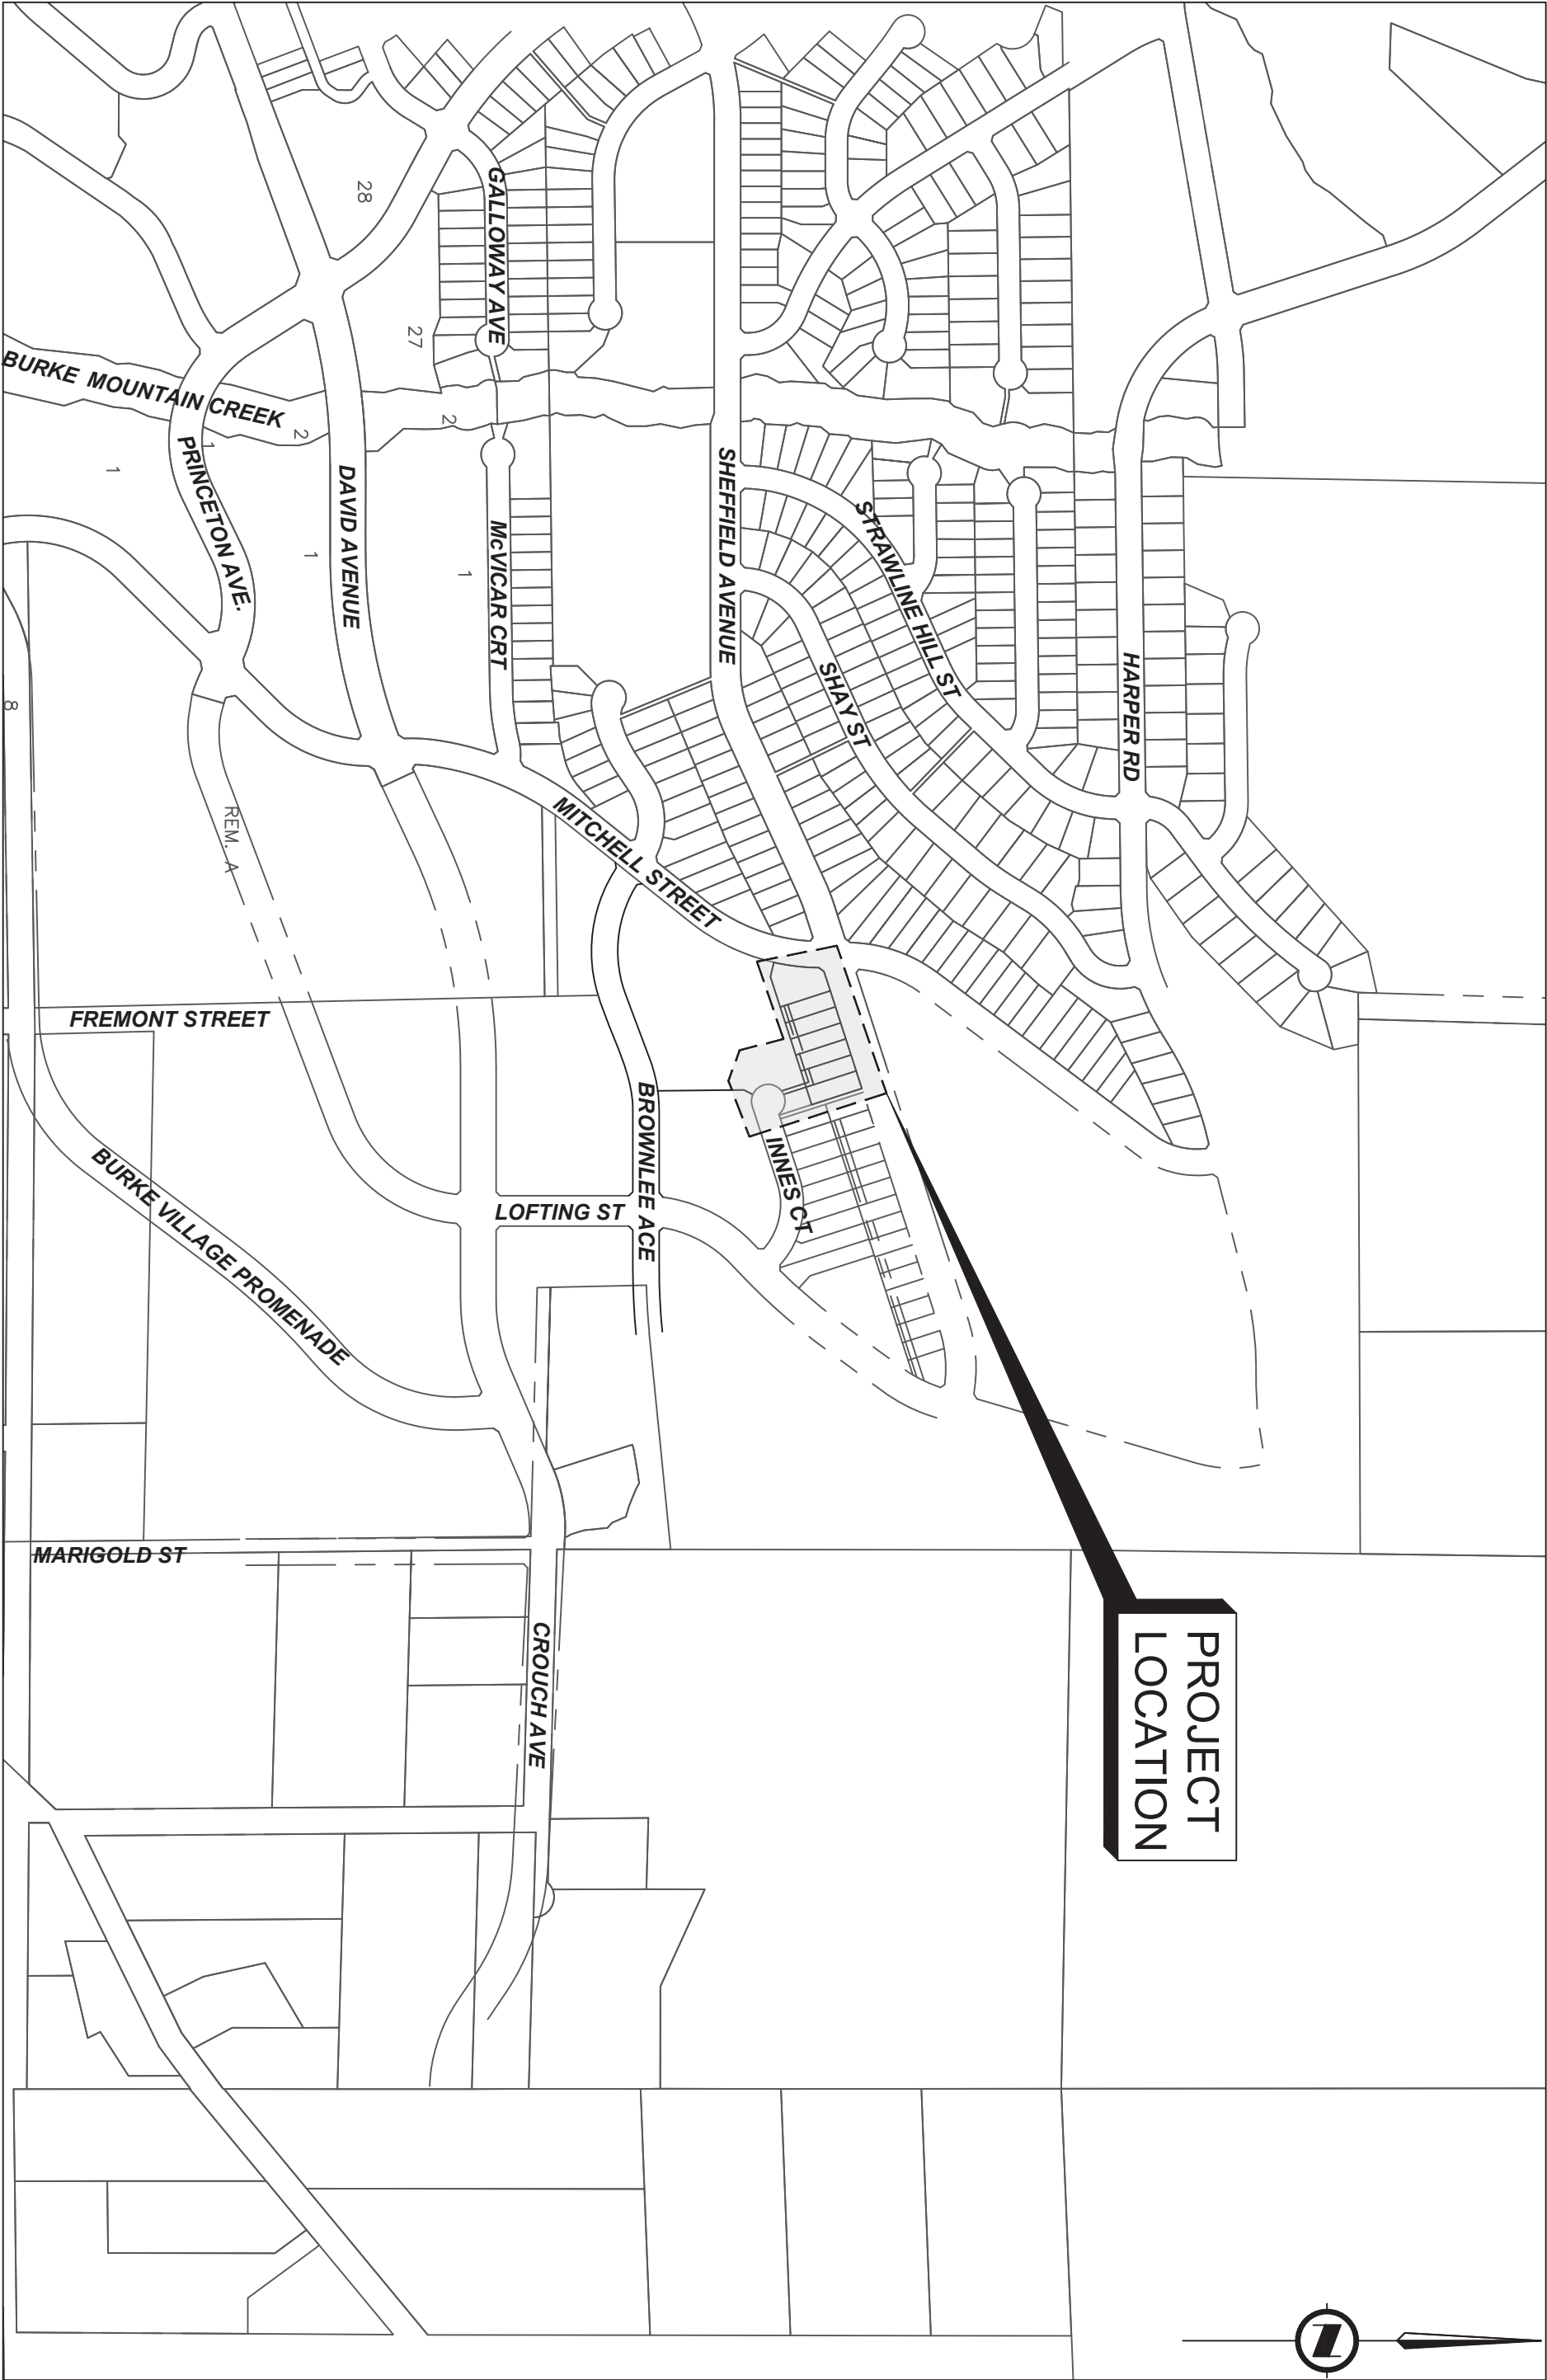 28
GALLOWAY AVE
27
BURKE MOUNTAIN CREEK
2
2
1
1
PRINCETON AVE.
DAVID AVENUE
1
McVICAR CRT
1
SHEFFIELD AVENUE
STRAWLINE HILL ST
SHAY ST
HARPER RD
8
REM. A
MITCHELL STREET
FREMONT STREET
BROWNLEE ACE
INNES CT
LOFTING ST
BURKE VILLAGE PROMENADE
MARIGOLD ST
CROUCH AVE
PROJECT
LOCATION
N